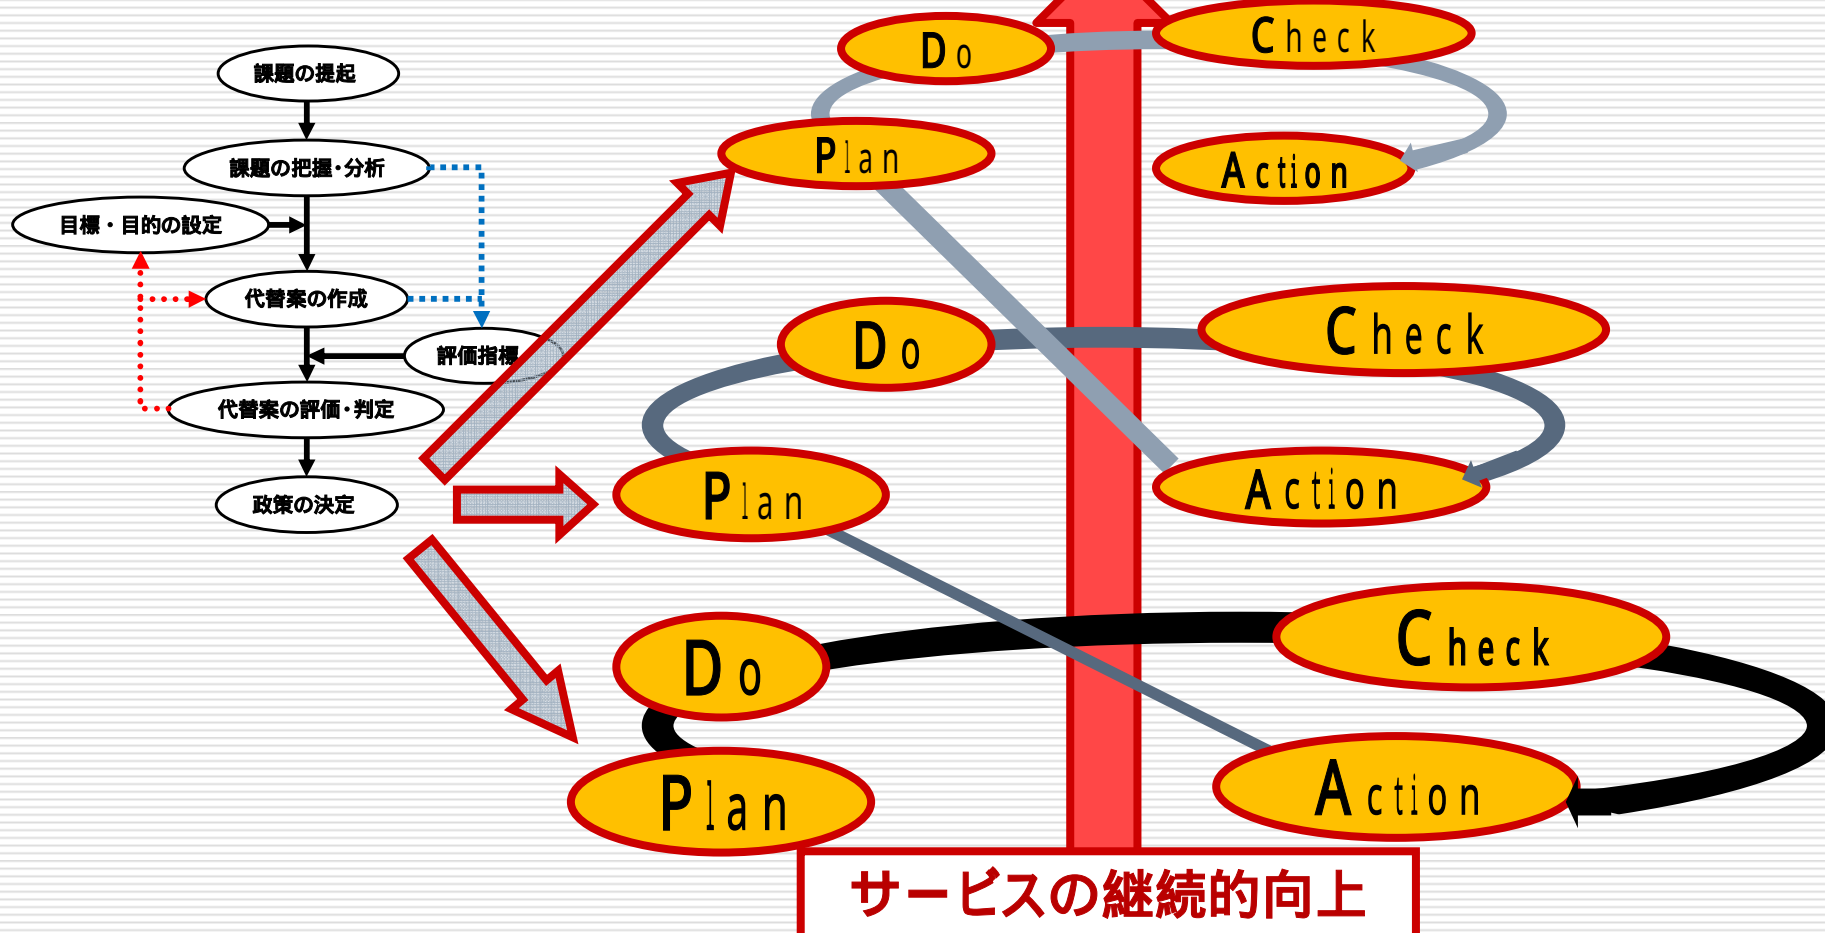 課題の提起
課題の把握・分析
目標・目的の設定
代替案の作成
評価指標
代替案の評価・判定
政策の決定
Do
Check
Plan
Action
Do
Check
Plan
Action
Do
Check
Plan
Action
サービスの継続的向上